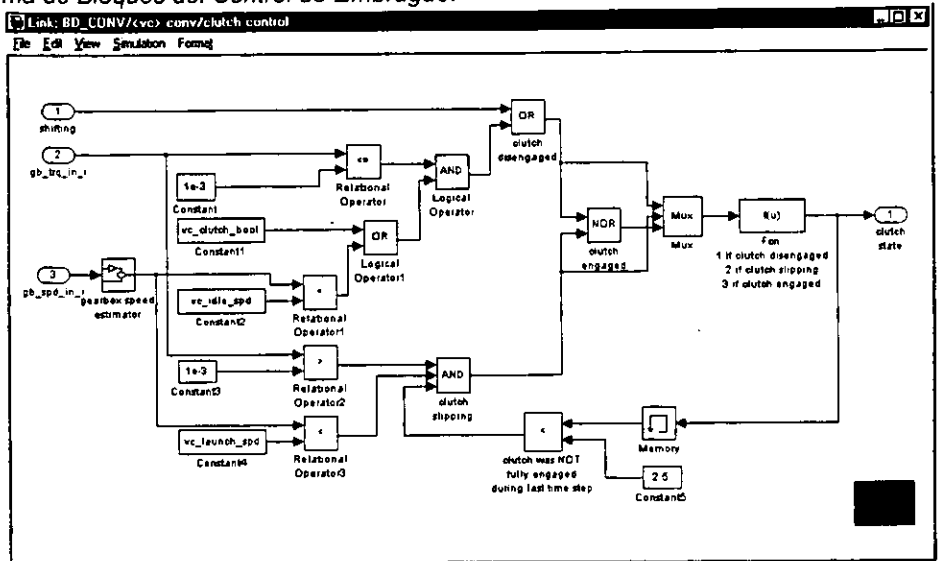 ma de Bloques del Control de Embrague.
Link: BD_CONV/<vc> conv/clutch control
File Edit View Simulation Format
1
shifting
2
gb_trq_in_r
3
gb_spd_in_r
gearbox speed
estimator
1e-3
Constant
vc_clutch_bool
Constant1
vc_idle_spd
Constant2
1e-3
Constant3
vc_launch_spd
Constant4
<=
Relational
Operator
OR
Logical
Operator1
<
Relational
Operator1
>
Relational
Operator2
<
Relational
Operator3
AND
Logical
Operator
OR
clutch
disengaged
NOR
clutch
engaged
AND
clutch
slipping
<
clutch was NOT
fully engaged
during last time step
Memory
2.5
Constant5
Mux
Mux
f(u)
Fcn
1 if clutch disengaged
2 if clutch slipping
3 if clutch engaged
1
clutch
state